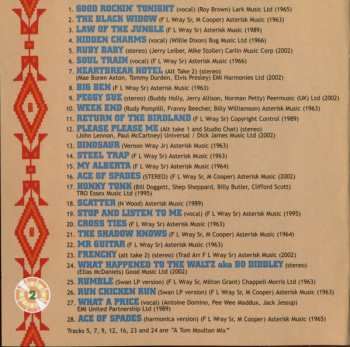 1. GOOD ROCKIN' TONIGHT (vocal) (Roy Brown) Lark Music Ltd (1965)
2. THE BLACK WIDOW (F L Wray Sr, M Cooper) Asterisk Music (1963)
3. LAW OF THE JUNGLE (F L Wray Sr) Asterisk Music (1989)
4. HIDDEN CHARMS (vocal) (Willie Dixon) Bug Music Ltd (1966)
5. RUBY BABY (stereo) (Jerry Leiber, Mike Stoller) Carlin Music Corp (2002)
6. SOUL TRAIN (vocal) (F L Wray Sr) Asterisk Music (1966)
7. HEARTBREAK HOTEL (Alt Take 2) (stereo)
(Mae Boren Axton, Tommy Durden, Elvis Presley) EMI Harmonies Ltd (2002)
8. BIG BEN (F L Wray Sr) Asterisk Music (1963)
9. PEGGY SUE (stereo) (Buddy Holly, Jerry Allison, Norman Petty) Peermusic (UK) Ltd (2002)
10. WEEK END (Rudy Pompilli, Franny Beecher, Billy Williamson) Asterisk Music (1963)
11. RETURN OF THE BIRDLAND (F L Wray Sr) Copyright Control (1989)
12. PLEASE PLEASE ME (Alt take 1 and Studio Chat) (stereo)
(John Lennon, Paul McCartney) Universal / Dick James Music Ltd (2002)
13. DINOSAUR (Vernon Wray Jr) Asterisk Music (1963)
14. STEEL TRAP (F L Wray Sr) Asterisk Music (1963)
15. MY ALBERTA (F L Wray Sr) Asterisk Music (1964)
16. ACE OF SPADES (STEREO) (F L Wray Sr, M Cooper) Asterisk Music (2002)
17. HONKY TONK (Bill Doggett, Shep Sheppard, Billy Butler, Clifford Scott)
TRO Essex Music Ltd (1995)
18. SCATTER (N Wood) Asterisk Music (1989)
19. STOP AND LISTEN TO ME (vocal) (F L Wray Sr) Asterisk Music (1995)
20. CROSS TIES (F L Wray Sr) Asterisk Music (1963)
21. THE SHADOW KNOWS (F L Wray Sr, M Cooper) Asterisk Music (1964)
22. MR GUITAR (F L Wray Sr) Asterisk Music (1963)
23. FRENCHY (alt take 2) (stereo) (Trad Arr F L Wray Sr) Asterisk Music (2002)
24. WHAT HAPPENED TO THE WALTZ aka BO DIDDLEY (stereo)
(Elias McDaniels) Good Music Ltd (2002)
25. RUMBLE (Swan LP version) (F L Wray Sr, Milton Grant) Chappell-Morris Ltd (1963)
26. RUN CHICKEN RUN (Swan LP version) (F L Wray Sr, M Cooper) Asterisk Music (1963)
27. WHAT A PRICE (vocal) (Antoine Domino, Pee Wee Maddux, Jack Jessup)
EMI United Partnership Ltd (1989)
28. ACE OF SPADES (harmonica version) (F L Wray Sr, M Cooper) Asterisk Music (1965)
Tracks 5, 7, 9, 12, 16, 23 and 24 are "A Tom Moulton Mix"
2